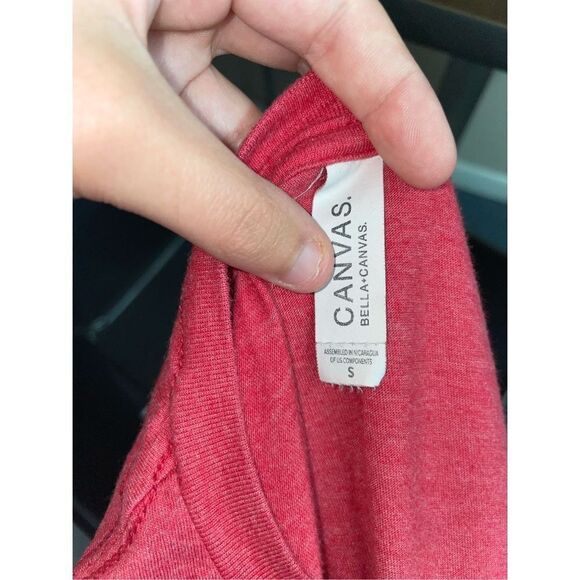 CANVAS.
BELLA+CANVAS.
ASSEMBLED IN NICARAGUA
OF US COMPONENTS
S